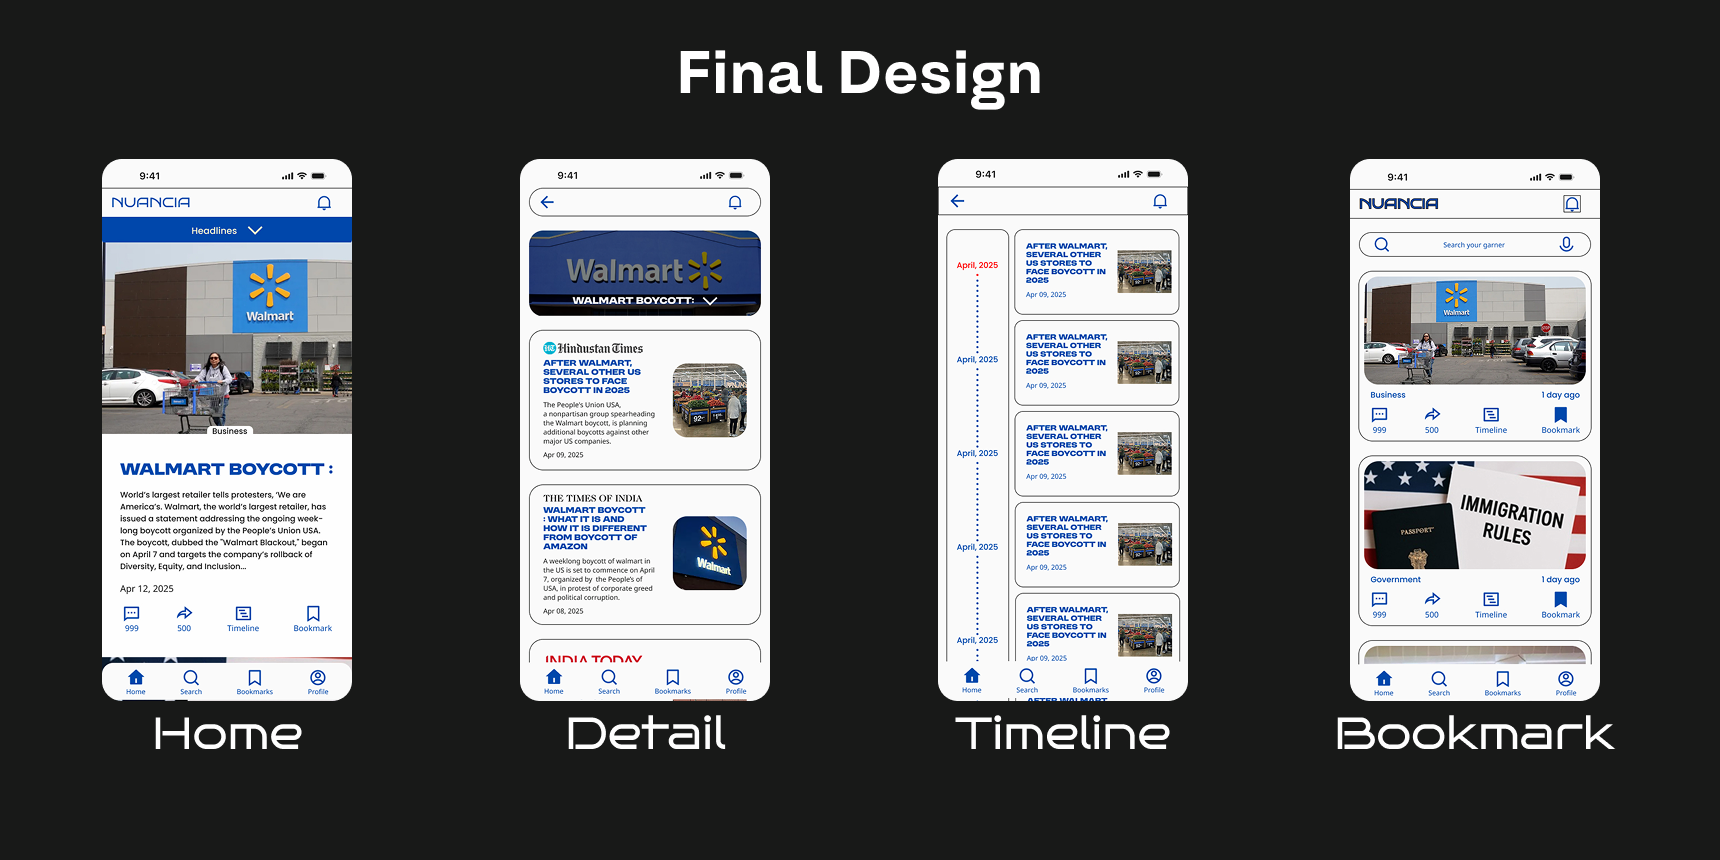 Final Design
9:41
NUANCIA
Headlines
Walmart
Business
WALMART BOYCOTT :
World's largest retailer tells protesters, 'We are
America's. Walmart, the world's largest retailer, has
issued a statement addressing the ongoing week-
long boycott organized by the People's Union USA.
The boycott, dubbed the "Walmart Blackout," began
on April 7 and targets the company's rollback of
Diversity, Equity, and Inclusion...
Apr 12, 2025
999 500 Timeline Bookmark
Home Search Bookmarks Profile
Home
9:41
Walmart
WALMART BOYCOTT:
HT Hindustan Times
AFTER WALMART,
SEVERAL OTHER US
STORES TO FACE
BOYCOTT IN 2025
The People's Union USA,
a nonpartisan group spearheading
the Walmart boycott, is planning
additional boycotts against other
major US companies.
Apr 09, 2025
THE TIMES OF INDIA
WALMART BOYCOTT
: WHAT IT IS AND
HOW IT IS DIFFERENT
FROM BOYCOTT OF
AMAZON
A weeklong boycott of walmart in
the US is set to commence on April
7, organized by the People's of
USA, in protest of corporate greed
and political corruption.
Apr 08, 2025
Walmart
INDIA TODAY
Home Search Bookmarks Profile
Detail
9:41
April, 2025
AFTER WALMART,
SEVERAL OTHER
US STORES TO
FACE BOYCOTT IN
2025
Apr 09, 2025
April, 2025
AFTER WALMART,
SEVERAL OTHER
US STORES TO
FACE BOYCOTT IN
2025
Apr 09, 2025
April, 2025
AFTER WALMART,
SEVERAL OTHER
US STORES TO
FACE BOYCOTT IN
2025
Apr 09, 2025
April, 2025
AFTER WALMART,
SEVERAL OTHER
US STORES TO
FACE BOYCOTT IN
2025
Apr 09, 2025
April, 2025
AFTER WALMART,
SEVERAL OTHER
US STORES TO
FACE BOYCOTT IN
2025
Apr 09, 2025
Home Search Bookmarks Profile
AFTER WALMART,
Timeline
9:41
NUANCIA
Search your garner
Walmart
Business 1 day ago
999 500 Timeline Bookmark
PASSPORT
IMMIGRATION
RULES
Government 1 day ago
999 500 Timeline Bookmark
Home Search Bookmarks Profile
Bookmark